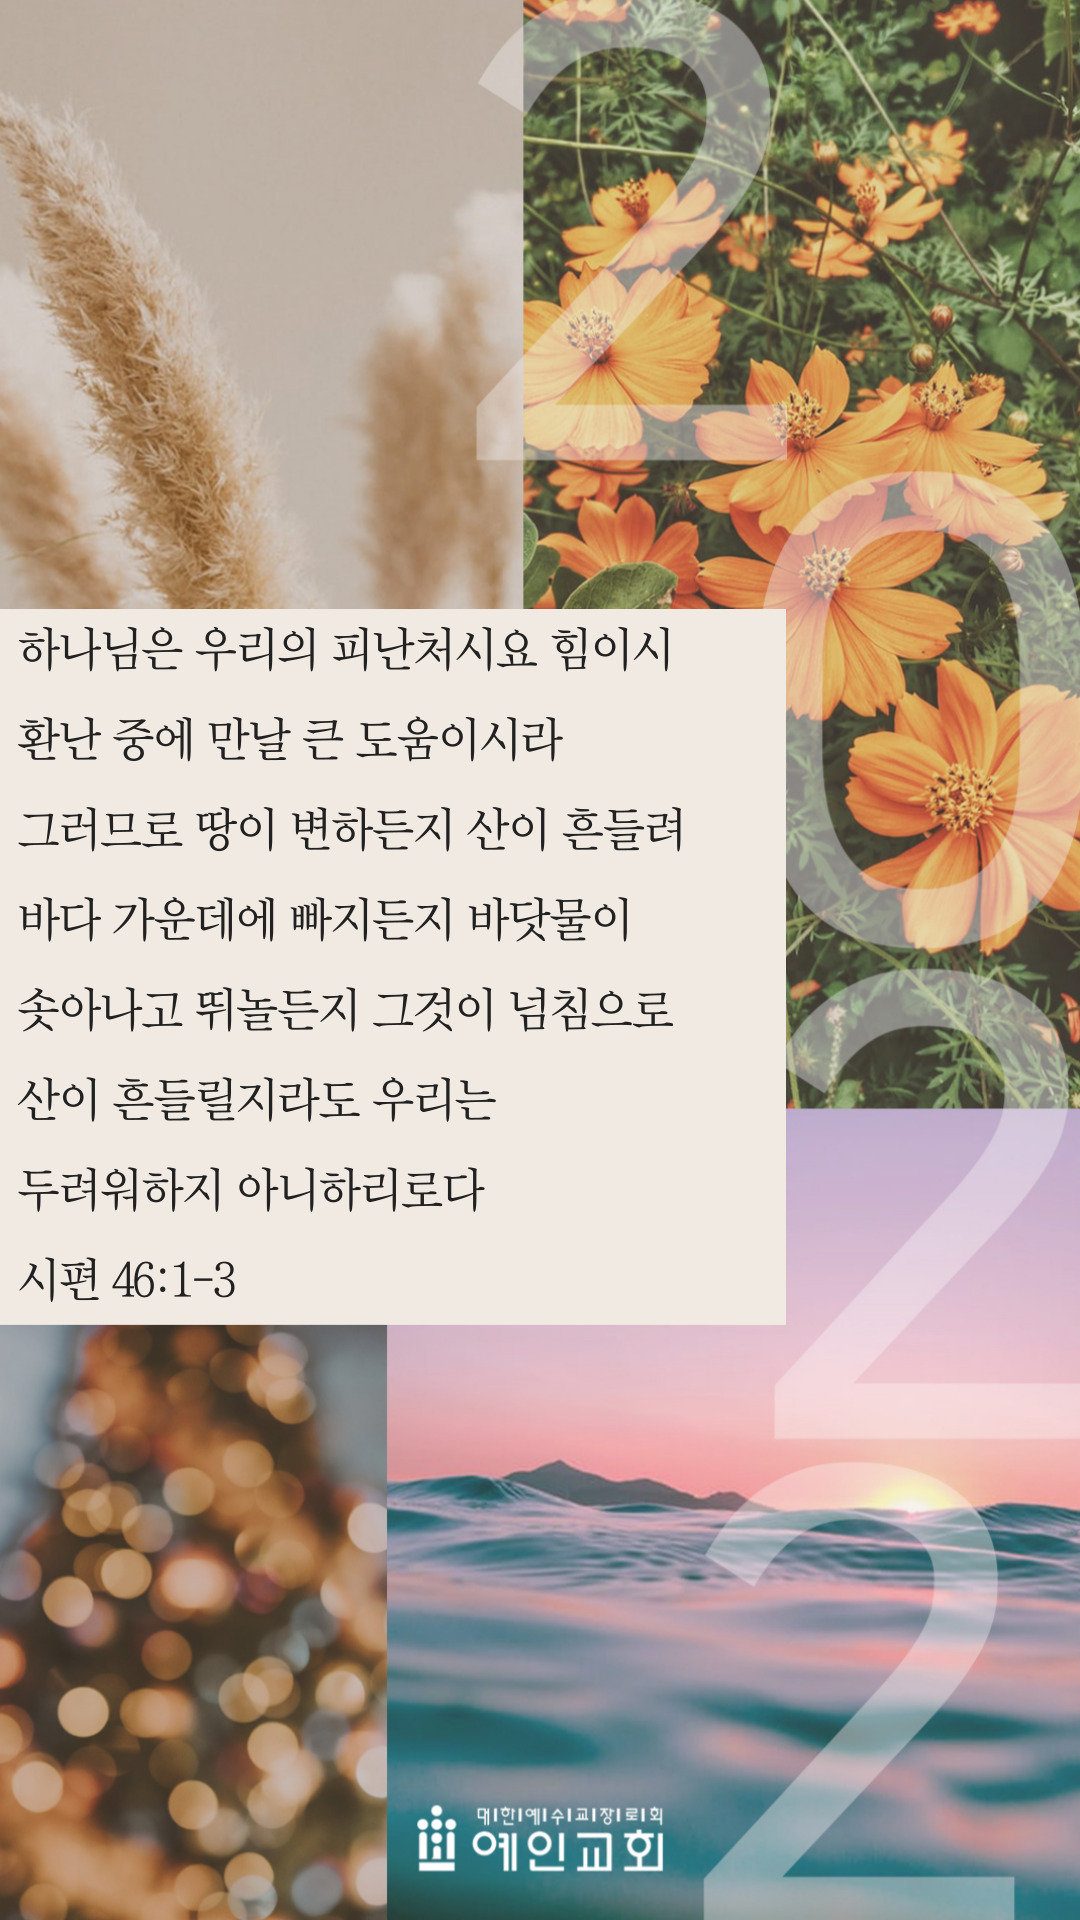 2
0
2
2
하나님은 우리의 피난처시요 힘이시
환난 중에 만날 큰 도움이시라
그러므로 땅이 변하든지 산이 흔들려
바다 가운데에 빠지든지 바닷물이
솟아나고 뛰놀든지 그것이 넘침으로
산이 흔들릴지라도 우리는
두려워하지 아니하리로다
시편 46:1-3
대한예수교장로회
예인교회